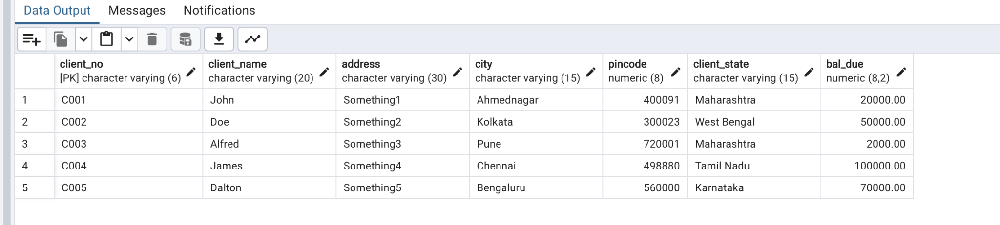 Data Output Messages Notifications
client_no client_name address city pincode client_state bal_due
[PK] character varying (6) character varying (20) character varying (30) character varying (15) numeric (8) character varying (15) numeric (8,2)
1 C001 John Something1 Ahmednagar 400091 Maharashtra 20000.00
2 C002 Doe Something2 Kolkata 300023 West Bengal 50000.00
3 C003 Alfred Something3 Pune 720001 Maharashtra 2000.00
4 C004 James Something4 Chennai 498880 Tamil Nadu 100000.00
5 C005 Dalton Something5 Bengaluru 560000 Karnataka 70000.00